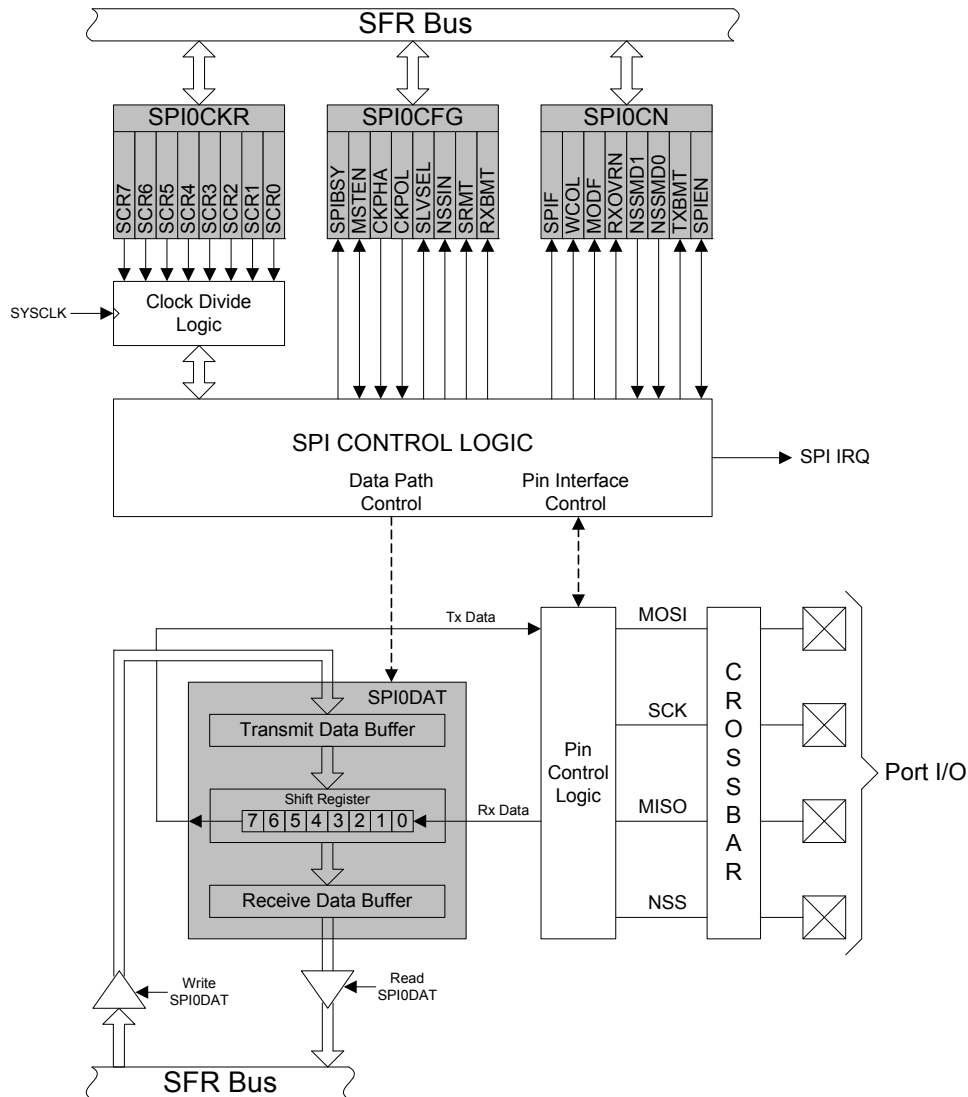 SFR Bus
SPI0CKR
SPI0CFG
SPI0CN
SCR7
SCR6
SCR5
SCR4
SCR3
SCR2
SCR1
SCR0
SPIBSY
MSTEN
CKPHA
CKPOL
SLVSEL
NSSIN
SRMT
RXBMT
SPIF
WCOL
MODF
RXOVRN
NSSMD1
NSSMD0
TXBMT
SPIEN
SYSCLK
Clock Divide
Logic
SPI CONTROL LOGIC
SPI IRQ
Data Path
Control
Pin Interface
Control
Tx Data
MOSI
SPI0DAT
Transmit Data Buffer
SCK
Shift Register
7 6 5 4 3 2 1 0
Rx Data
Pin
Control
Logic
MISO
CROSSBAR
Port I/O
Receive Data Buffer
NSS
Write
SPI0DAT
Read
SPI0DAT
SFR Bus